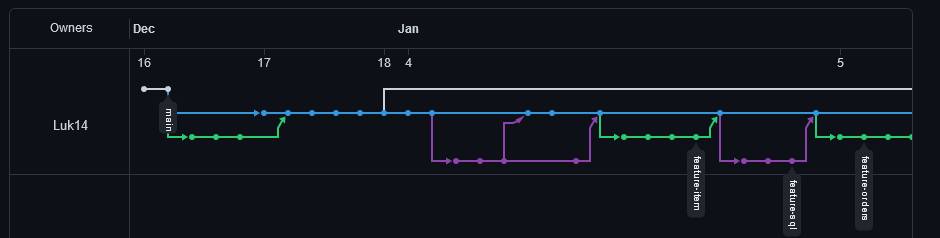 Owners Dec Jan
16 17 18 4 5
Luk14
main
feature-item
feature-sql
feature-orders